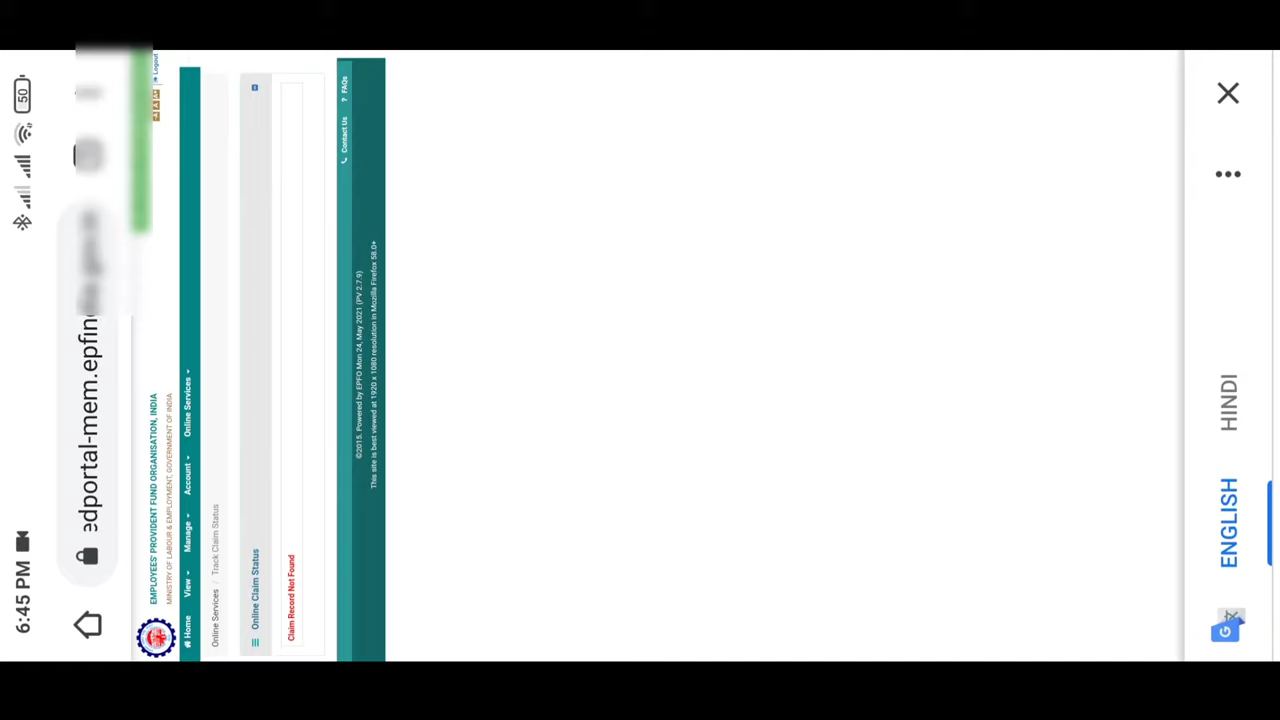 6:45 PM
50
edportal-mem.epfind
EMPLOYEES' PROVIDENT FUND ORGANISATION, INDIA
MINISTRY OF LABOUR & EMPLOYMENT, GOVERNMENT OF INDIA
Logout
A A A+
Home View Manage Account Online Services
Online Services / Track Claim Status
Online Claim Status
Claim Record Not Found
Contact Us ? FAQs
©2015. Powered by EPFO Mon 24, May 2021 (PV 2.7.9)
This site is best viewed at 1920 x 1080 resolution in Mozilla Firefox 58.0+
G ENGLISH HINDI